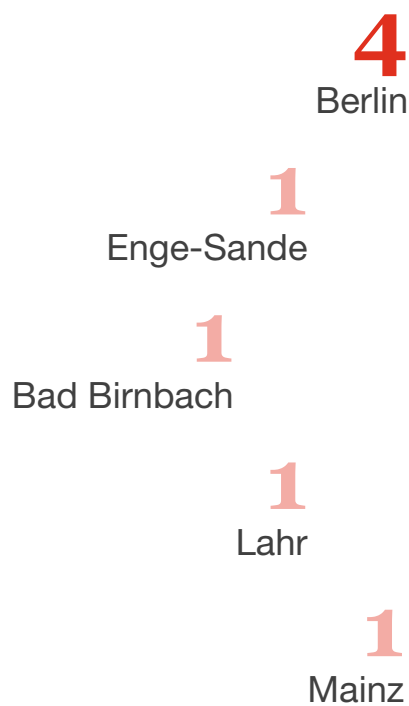 4
Berlin
1
Enge-Sande
1
Bad Birnbach
1
Lahr
1
Mainz